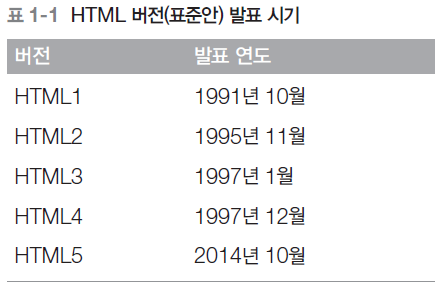 표 1-1 HTML 버전(표준안) 발표 시기
버전 발표 연도
HTML1 1991년 10월
HTML2 1995년 11월
HTML3 1997년 1월
HTML4 1997년 12월
HTML5 2014년 10월